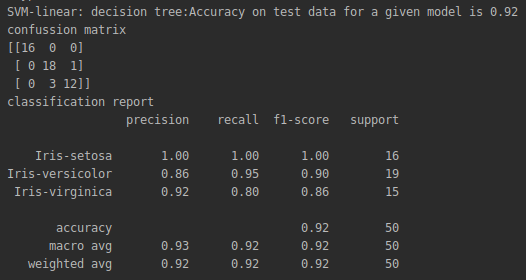 SVM-linear: decision tree:Accuracy on test data for a given model is 0.92
confussion matrix
[[16  0  0]
 [ 0 18  1]
 [ 0  3 12]]
classification report
                 precision    recall  f1-score   support

    Iris-setosa       1.00      1.00      1.00        16
Iris-versicolor       0.86      0.95      0.90        19
 Iris-virginica       0.92      0.80      0.86        15

       accuracy                           0.92        50
      macro avg       0.93      0.92      0.92        50
   weighted avg       0.92      0.92      0.92        50